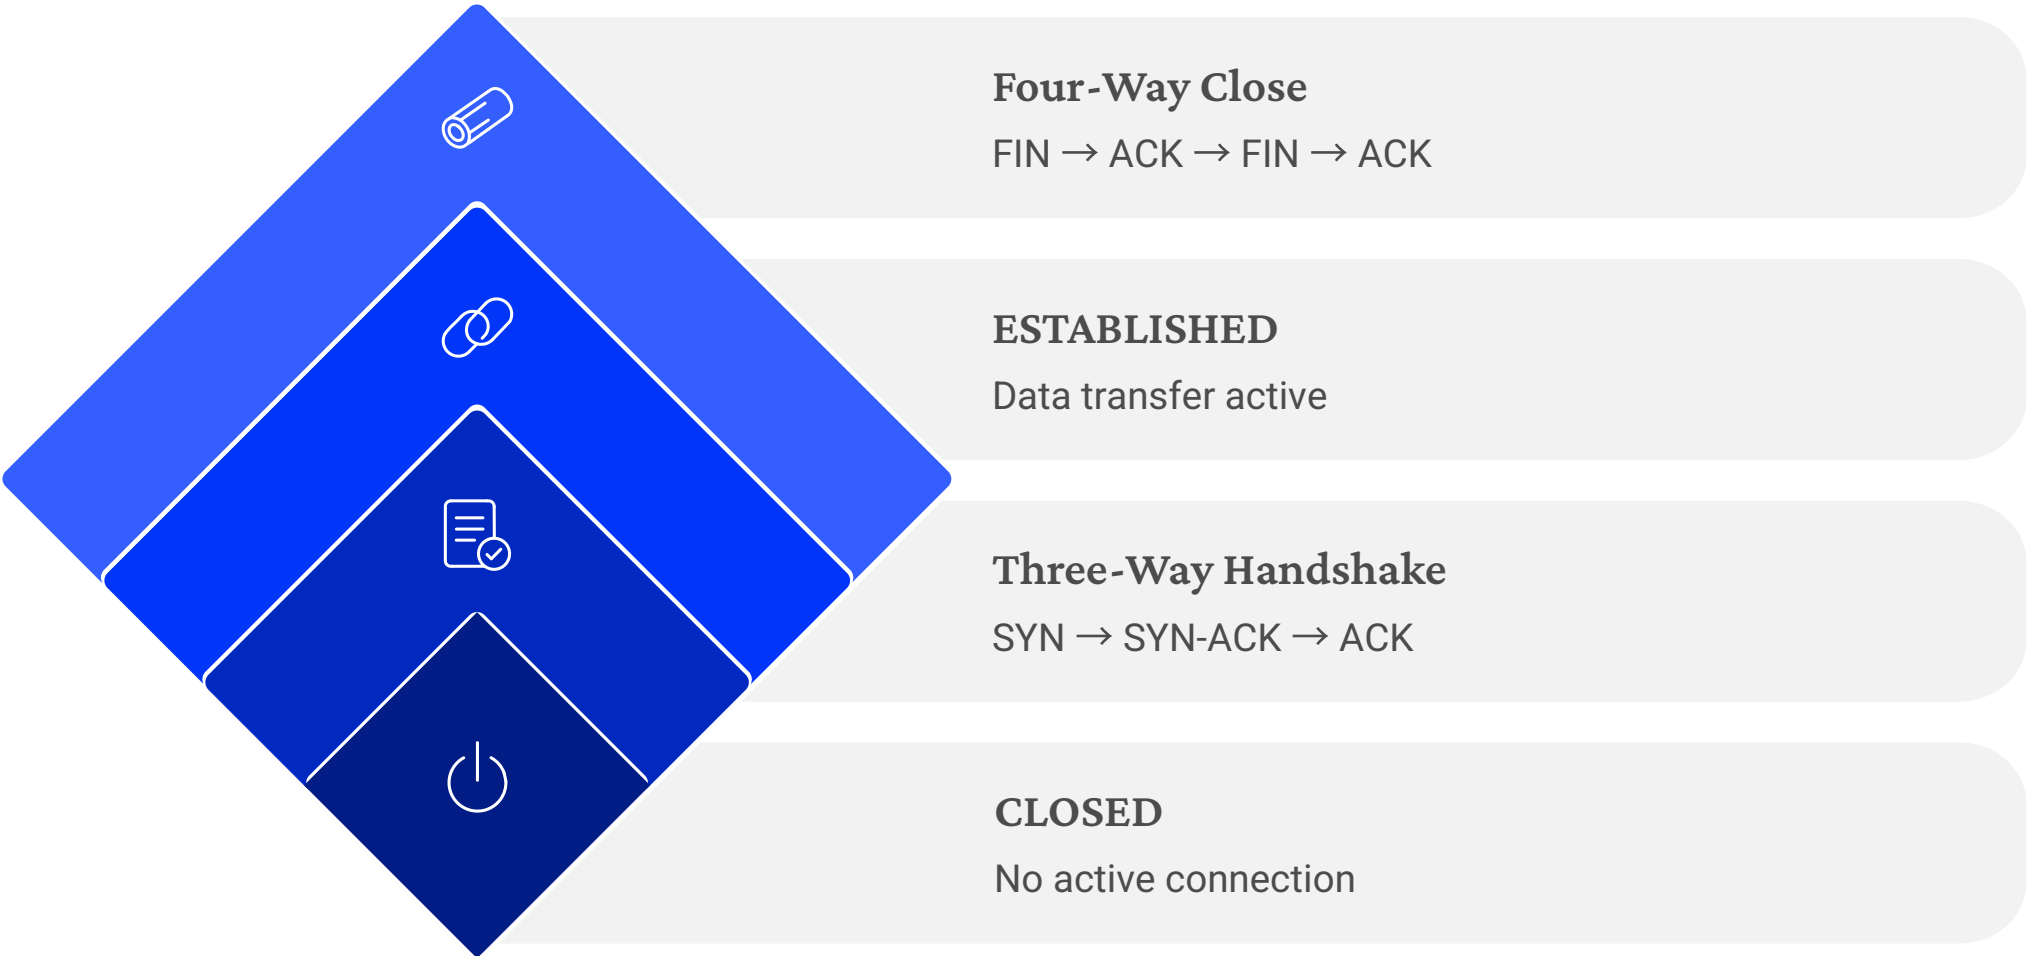 Four-Way Close
FIN → ACK → FIN → ACK
ESTABLISHED
Data transfer active
Three-Way Handshake
SYN → SYN-ACK → ACK
CLOSED
No active connection